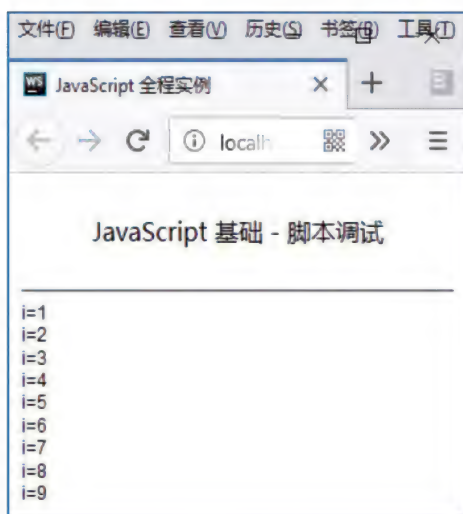 文件(F) 编辑(E) 查看(V) 历史(S) 书签(B) 工具(T)
JavaScript 全程实例
localh
JavaScript 基础 - 脚本调试
i=1
i=2
i=3
i=4
i=5
i=6
i=7
i=8
i=9